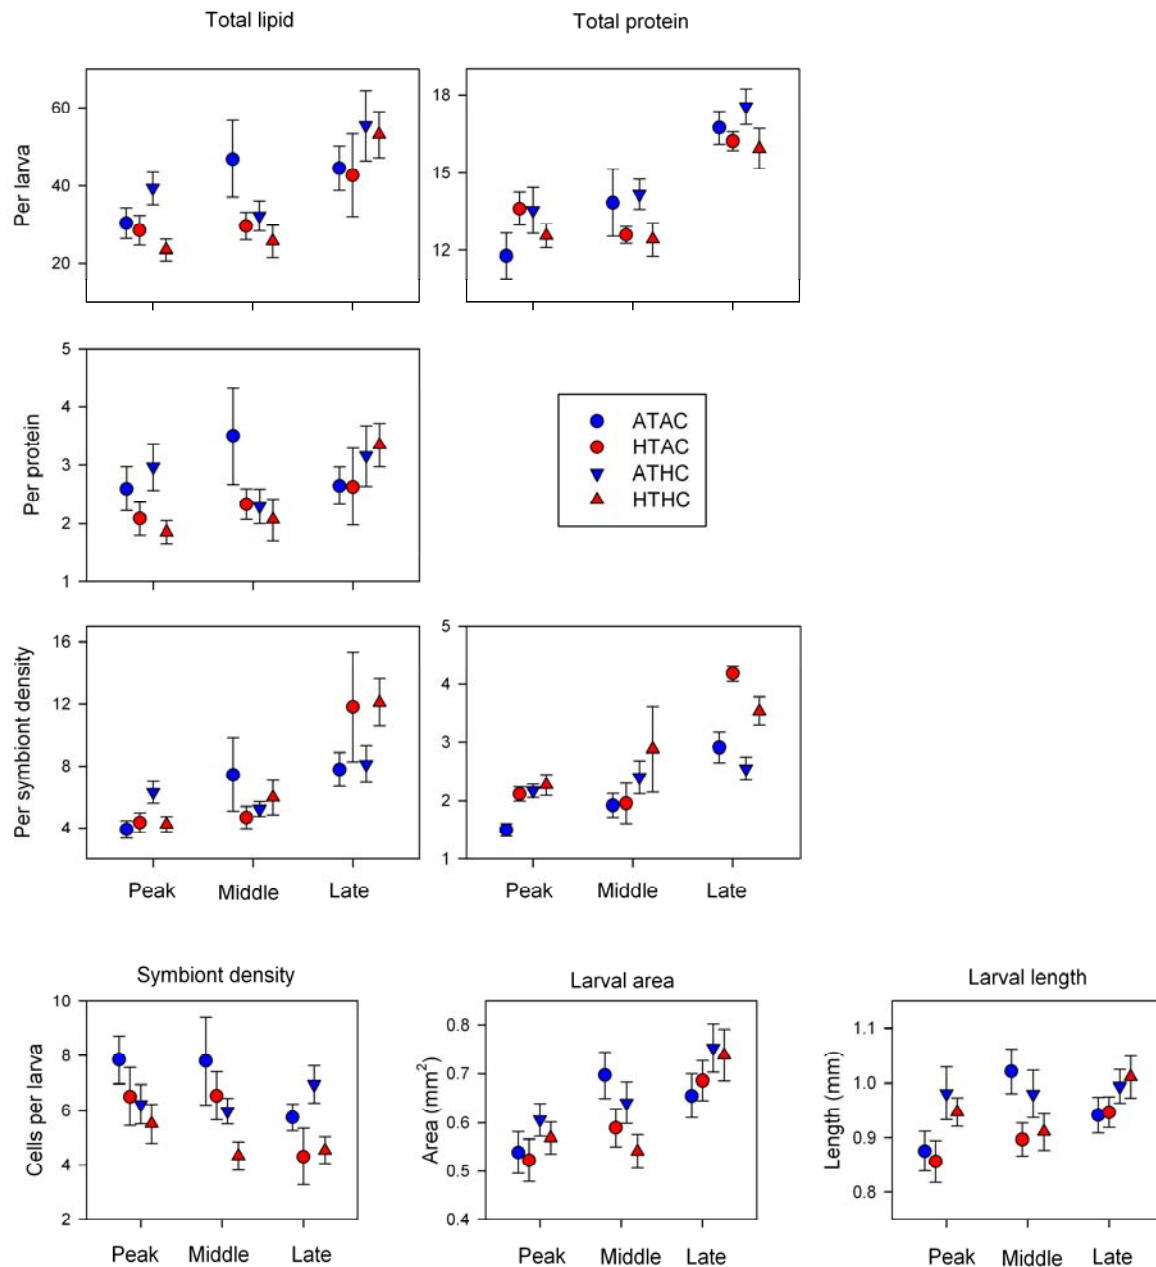 Total lipid
Total protein
Per larva
60
40
20
18
15
12
Per protein
5
4
3
2
1
ATAC
HTAC
ATHC
HTHC
Per symbiont density
16
12
8
4
5
4
3
2
1
Peak Middle Late
Peak Middle Late
Symbiont density
Larval area
Larval length
Cells per larva
10
8
6
4
2
Area (mm²)
0.8
0.7
0.6
0.5
0.4
Length (mm)
1.1
1.0
0.9
0.8
Peak Middle Late
Peak Middle Late
Peak Middle Late